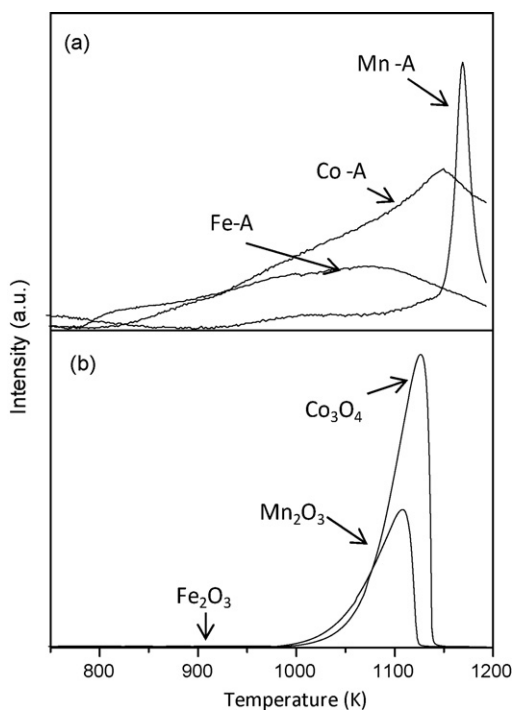 (a)
Mn -A
Co -A
Fe-A
Intensity (a.u.)
(b)
Co₃O₄
Mn₂O₃
Fe₂O₃
800 900 1000 1100 1200
Temperature (K)